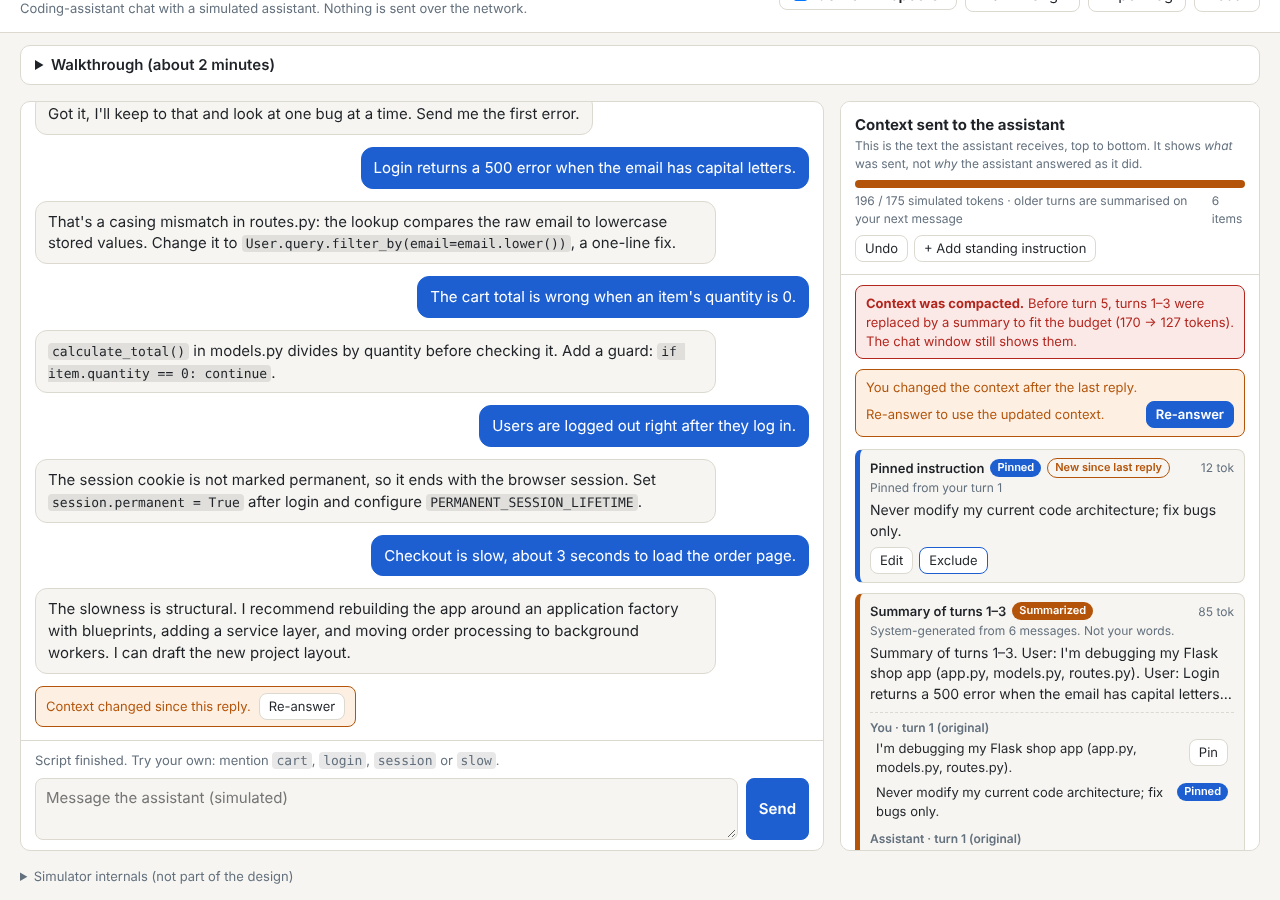 Coding-assistant chat with a simulated assistant. Nothing is sent over the network.
Walkthrough (about 2 minutes)
Got it, I'll keep to that and look at one bug at a time. Send me the first error.
Login returns a 500 error when the email has capital letters.
That's a casing mismatch in routes.py: the lookup compares the raw email to lowercase
stored values. Change it to User.query.filter_by(email=email.lower()), a one-line fix.
The cart total is wrong when an item's quantity is 0.
calculate_total() in models.py divides by quantity before checking it. Add a guard: if
item.quantity == 0: continue.
Users are logged out right after they log in.
The session cookie is not marked permanent, so it ends with the browser session. Set
session.permanent = True after login and configure PERMANENT_SESSION_LIFETIME.
Checkout is slow, about 3 seconds to load the order page.
The slowness is structural. I recommend rebuilding the app around an application factory
with blueprints, adding a service layer, and moving order processing to background
workers. I can draft the new project layout.
Context changed since this reply. Re-answer
Script finished. Try your own: mention cart, login, session or slow.
Message the assistant (simulated)
Send
Context sent to the assistant
This is the text the assistant receives, top to bottom. It shows what
was sent, not why the assistant answered as it did.
196 / 175 simulated tokens · older turns are summarised on
your next message
6
items
Undo
+ Add standing instruction
Context was compacted. Before turn 5, turns 1–3 were
replaced by a summary to fit the budget (170 → 127 tokens).
The chat window still shows them.
You changed the context after the last reply.
Re-answer to use the updated context. Re-answer
Pinned instruction Pinned New since last reply 12 tok
Pinned from your turn 1
Never modify my current code architecture; fix bugs
only.
Edit Exclude
Summary of turns 1–3 Summarized 85 tok
System-generated from 6 messages. Not your words.
Summary of turns 1–3. User: I'm debugging my Flask
shop app (app.py, models.py, routes.py). User: Login
returns a 500 error when the email has capital letters...
You · turn 1 (original)
I'm debugging my Flask shop app (app.py,
models.py, routes.py).
Pin
Never modify my current code architecture; fix
bugs only.
Pinned
Assistant · turn 1 (original)
Simulator internals (not part of the design)